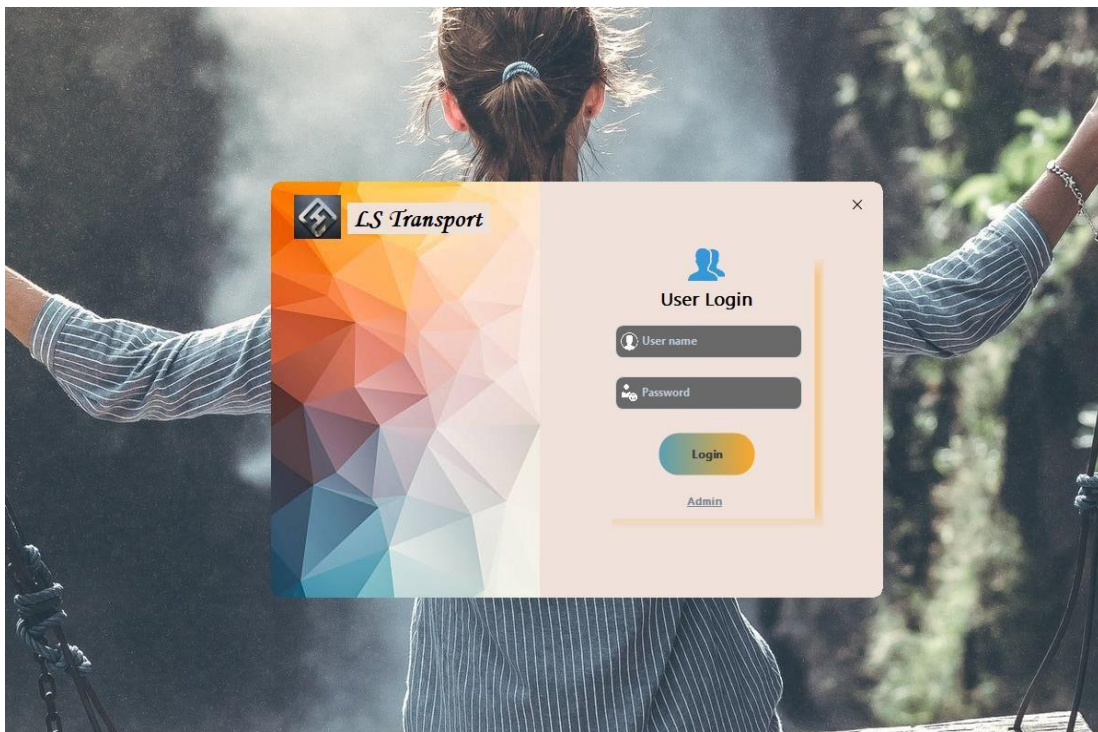 LS Transport
User Login
User name
Password
Login
Admin